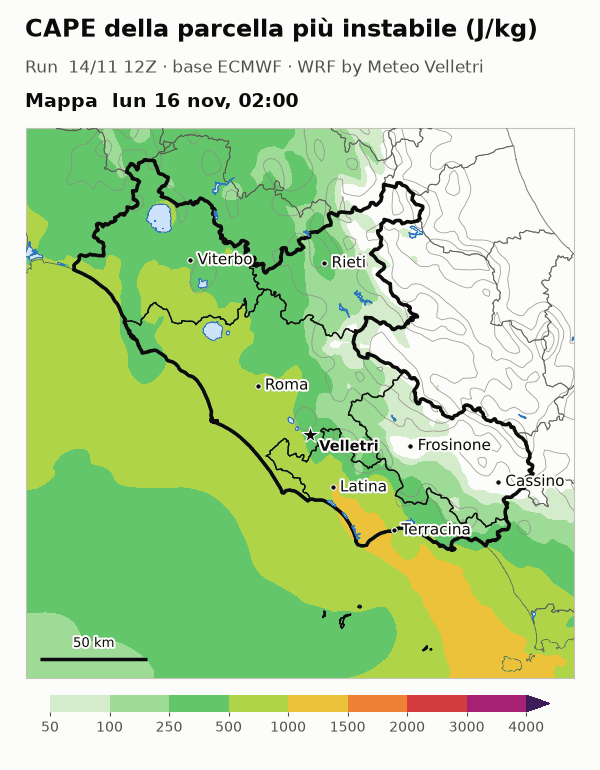 CAPE della parcella più instabile (J/kg)
Run  14/11 12Z · base ECMWF · WRF by Meteo Velletri
Mappa  lun 16 nov, 02:00
Viterbo
Rieti
Roma
Velletri
Frosinone
Cassino
Latina
Terracina
50 km
50 100 250 500 1000 1500 2000 3000 4000